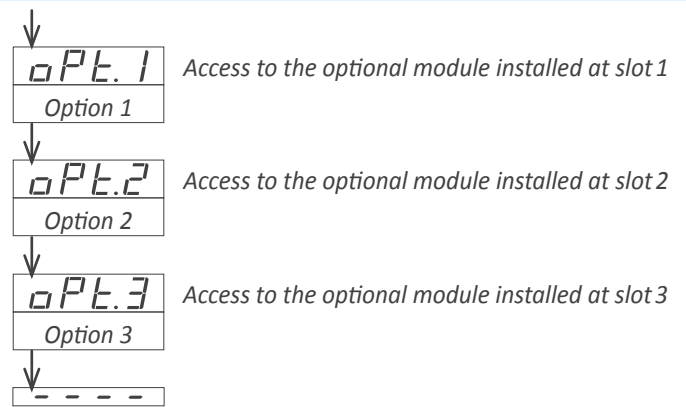 oPt.1 Access to the optional module installed at slot 1
Option 1
oPt.2 Access to the optional module installed at slot 2
Option 2
oPt.3 Access to the optional module installed at slot 3
Option 3
- - - -